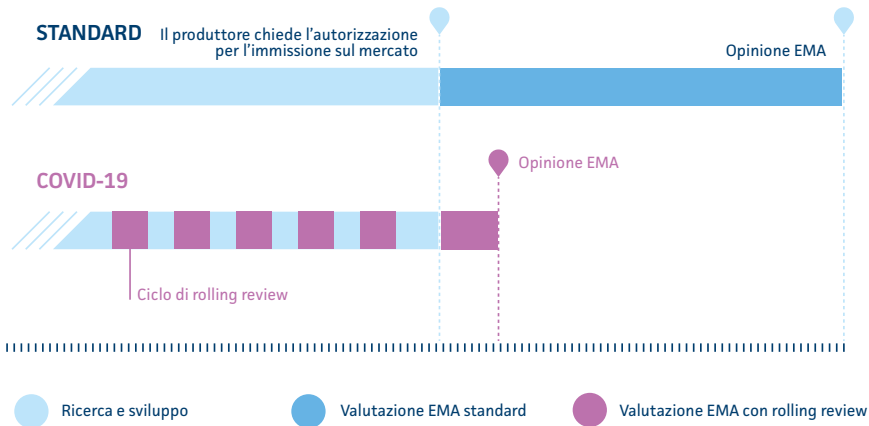 STANDARD Il produttore chiede l’autorizzazione
per l’immissione sul mercato
Opinione EMA
Opinione EMA
COVID-19
Ciclo di rolling review
Ricerca e sviluppo
Valutazione EMA standard
Valutazione EMA con rolling review